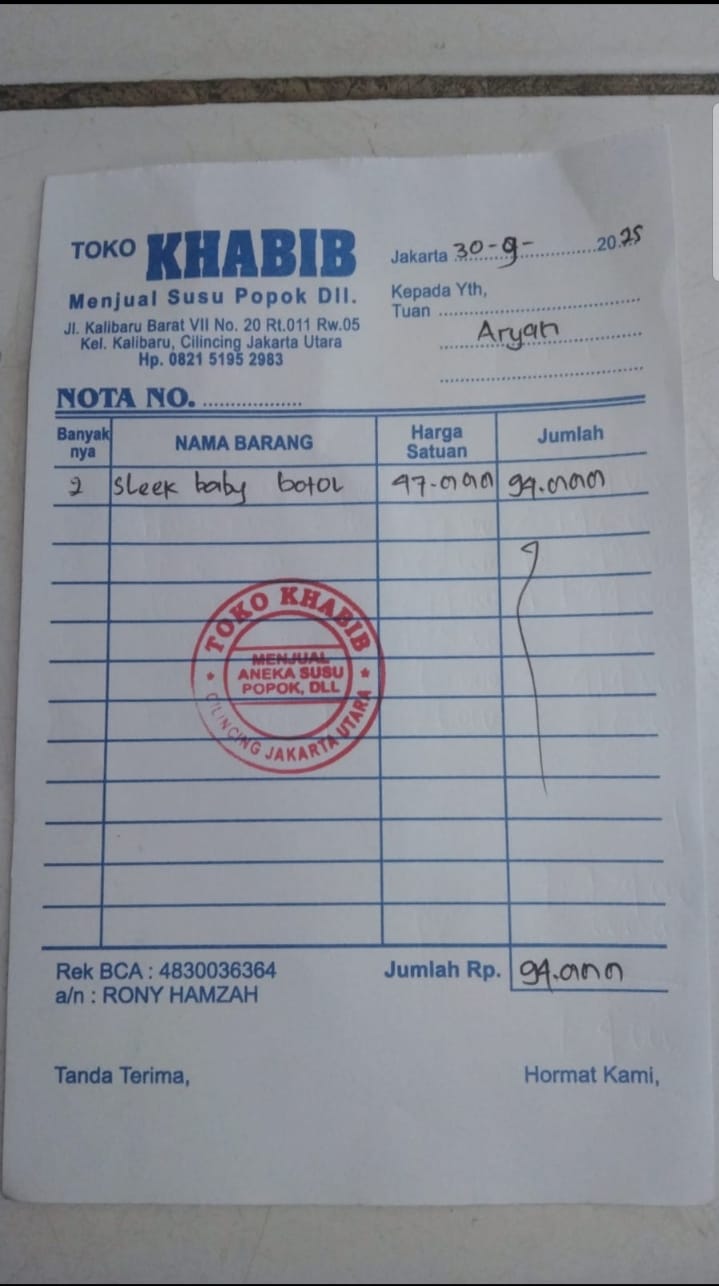 TOKO KHABIB
Menjual Susu Popok Dll.
Jl. Kalibaru Barat VII No. 20 Rt.011 Rw.05
Kel. Kalibaru, Cilincing Jakarta Utara
Hp. 0821 5195 2983
Jakarta 30-9- 2025
Kepada Yth,
Tuan
Aryan
NOTA NO.
Banyak nya NAMA BARANG Harga Satuan Jumlah
2 Sleek baby botol 47.000 94.000
TOKO KHABIB
MENJUAL
ANEKA SUSU
POPOK, DLL
CILINCING JAKARTA UTARA
Rek BCA : 4830036364
a/n : RONY HAMZAH
Jumlah Rp. 94.000
Tanda Terima,
Hormat Kami,